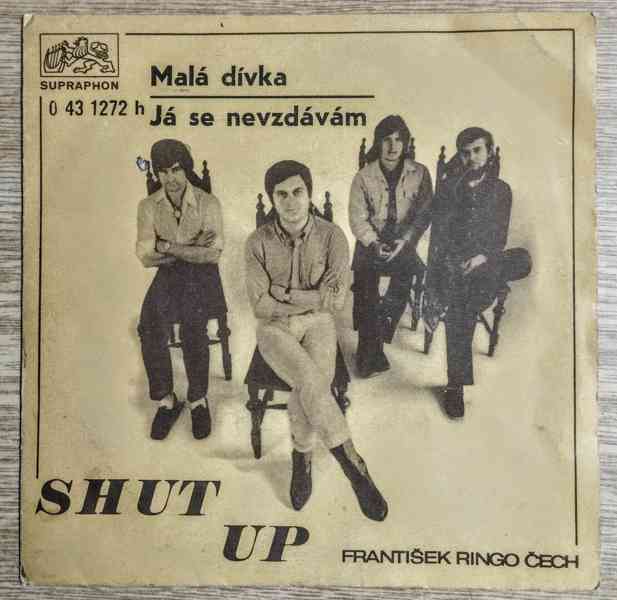 SUPRAPHON
0 43 1272 h
Malá dívka
Já se nevzdávám
SHUT
UP
FRANTIŠEK RINGO ČECH